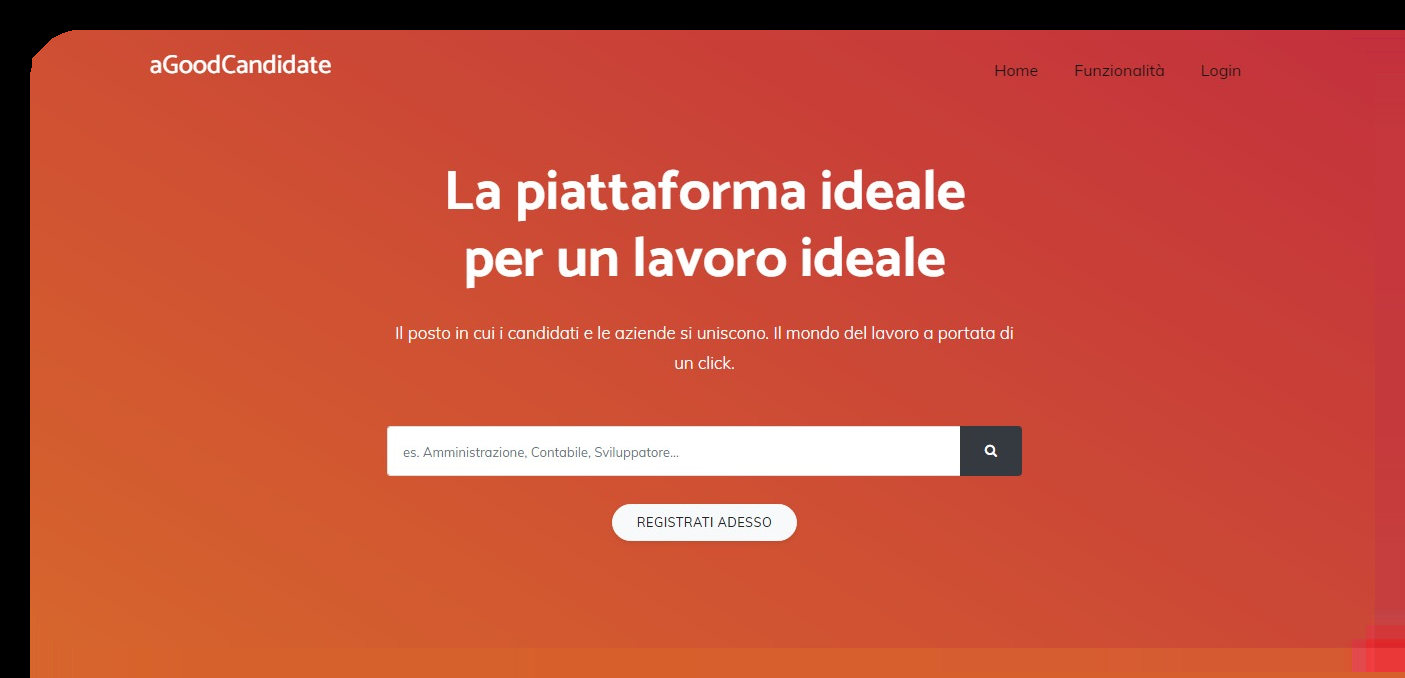 aGoodCandidate
Home Funzionalità Login
La piattaforma ideale
per un lavoro ideale
Il posto in cui i candidati e le aziende si uniscono. Il mondo del lavoro a portata di
un click.
es. Amministrazione, Contabile, Sviluppatore...
REGISTRATI ADESSO